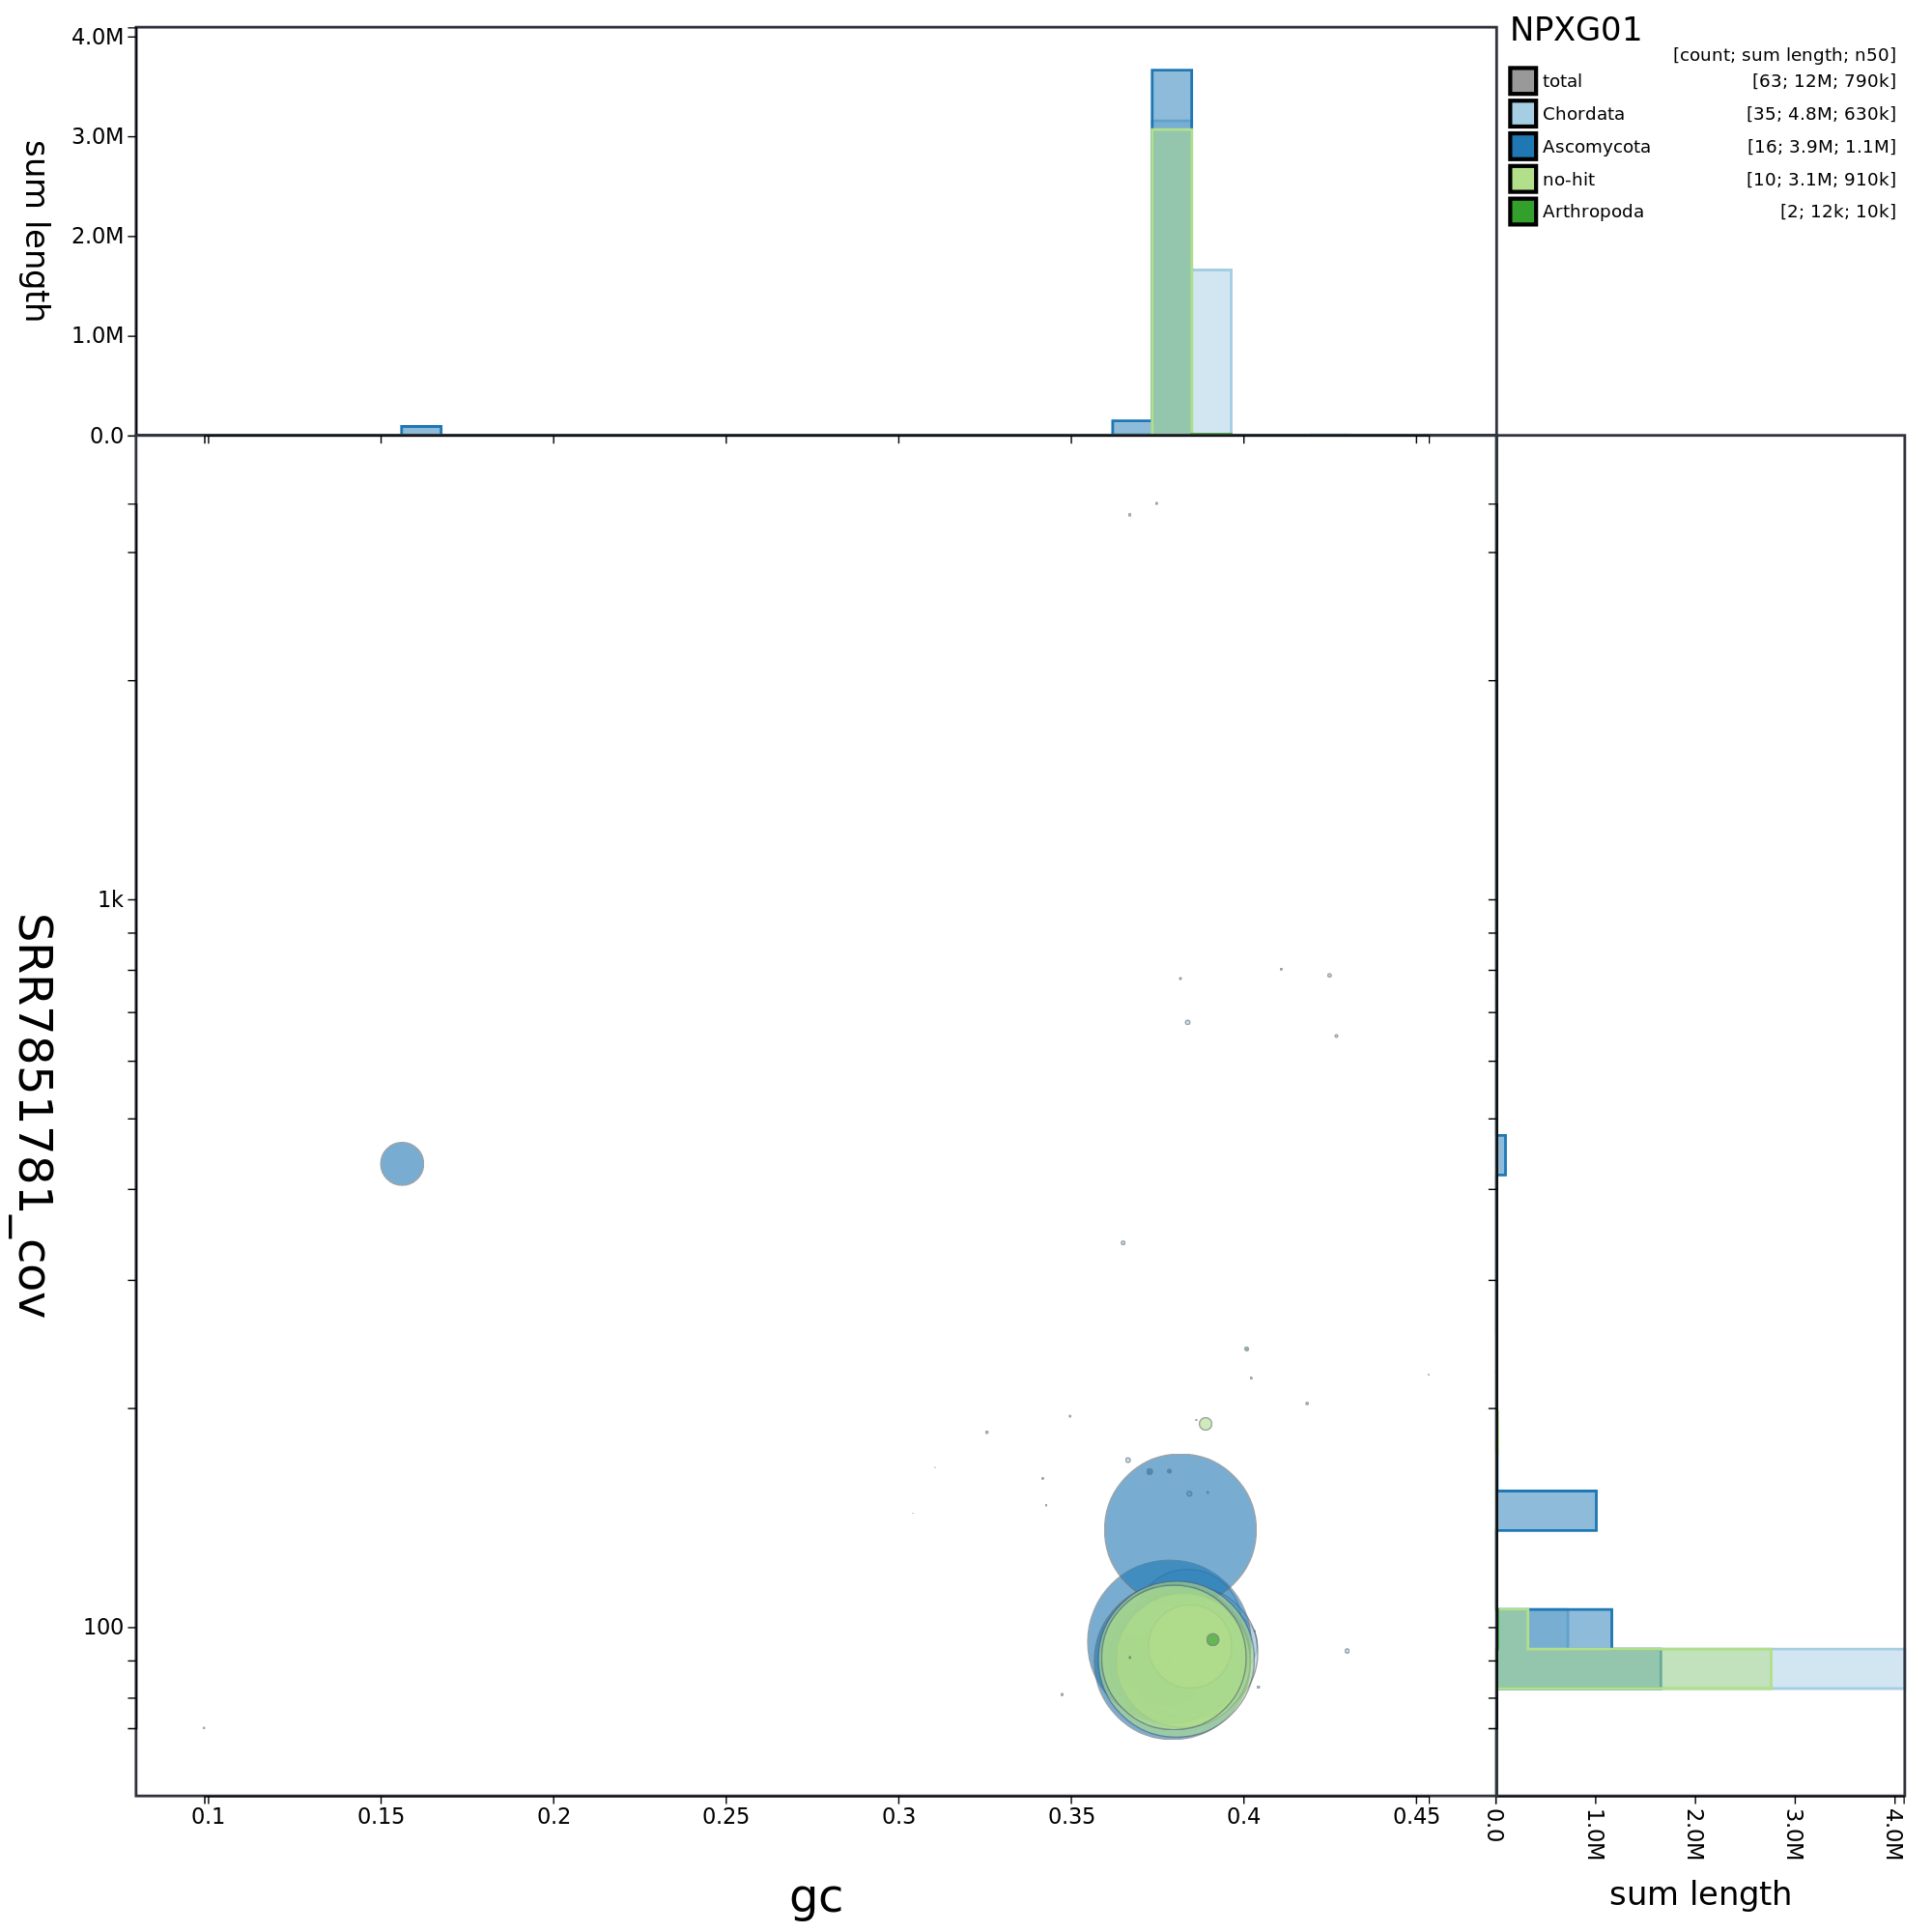 NPXG01
[count; sum length; n50]
total [63; 12M; 790k]
Chordata [35; 4.8M; 630k]
Ascomycota [16; 3.9M; 1.1M]
no-hit [10; 3.1M; 910k]
Arthropoda [2; 12k; 10k]
sum length
4.0M
3.0M
2.0M
1.0M
0.0
SRR7851781_cov
1k
100
0.1 0.15 0.2 0.25 0.3 0.35 0.4 0.45
gc
0.0 1.0M 2.0M 3.0M 4.0M
sum length